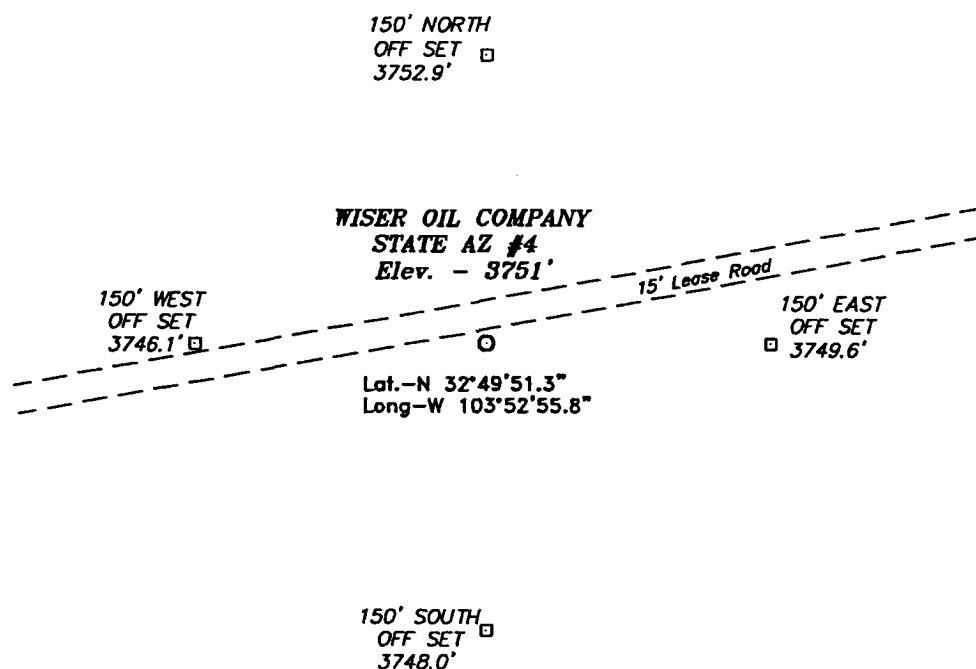 150' NORTH
OFF SET
3752.9'
WISER OIL COMPANY
STATE AZ #4
Elev. - 3751'
15' Lease Road
150' WEST
OFF SET
3746.1'
150' EAST
OFF SET
3749.6'
Lat.-N 32°49'51.3"
Long-W 103°52'55.8"
150' SOUTH
OFF SET
3748.0'